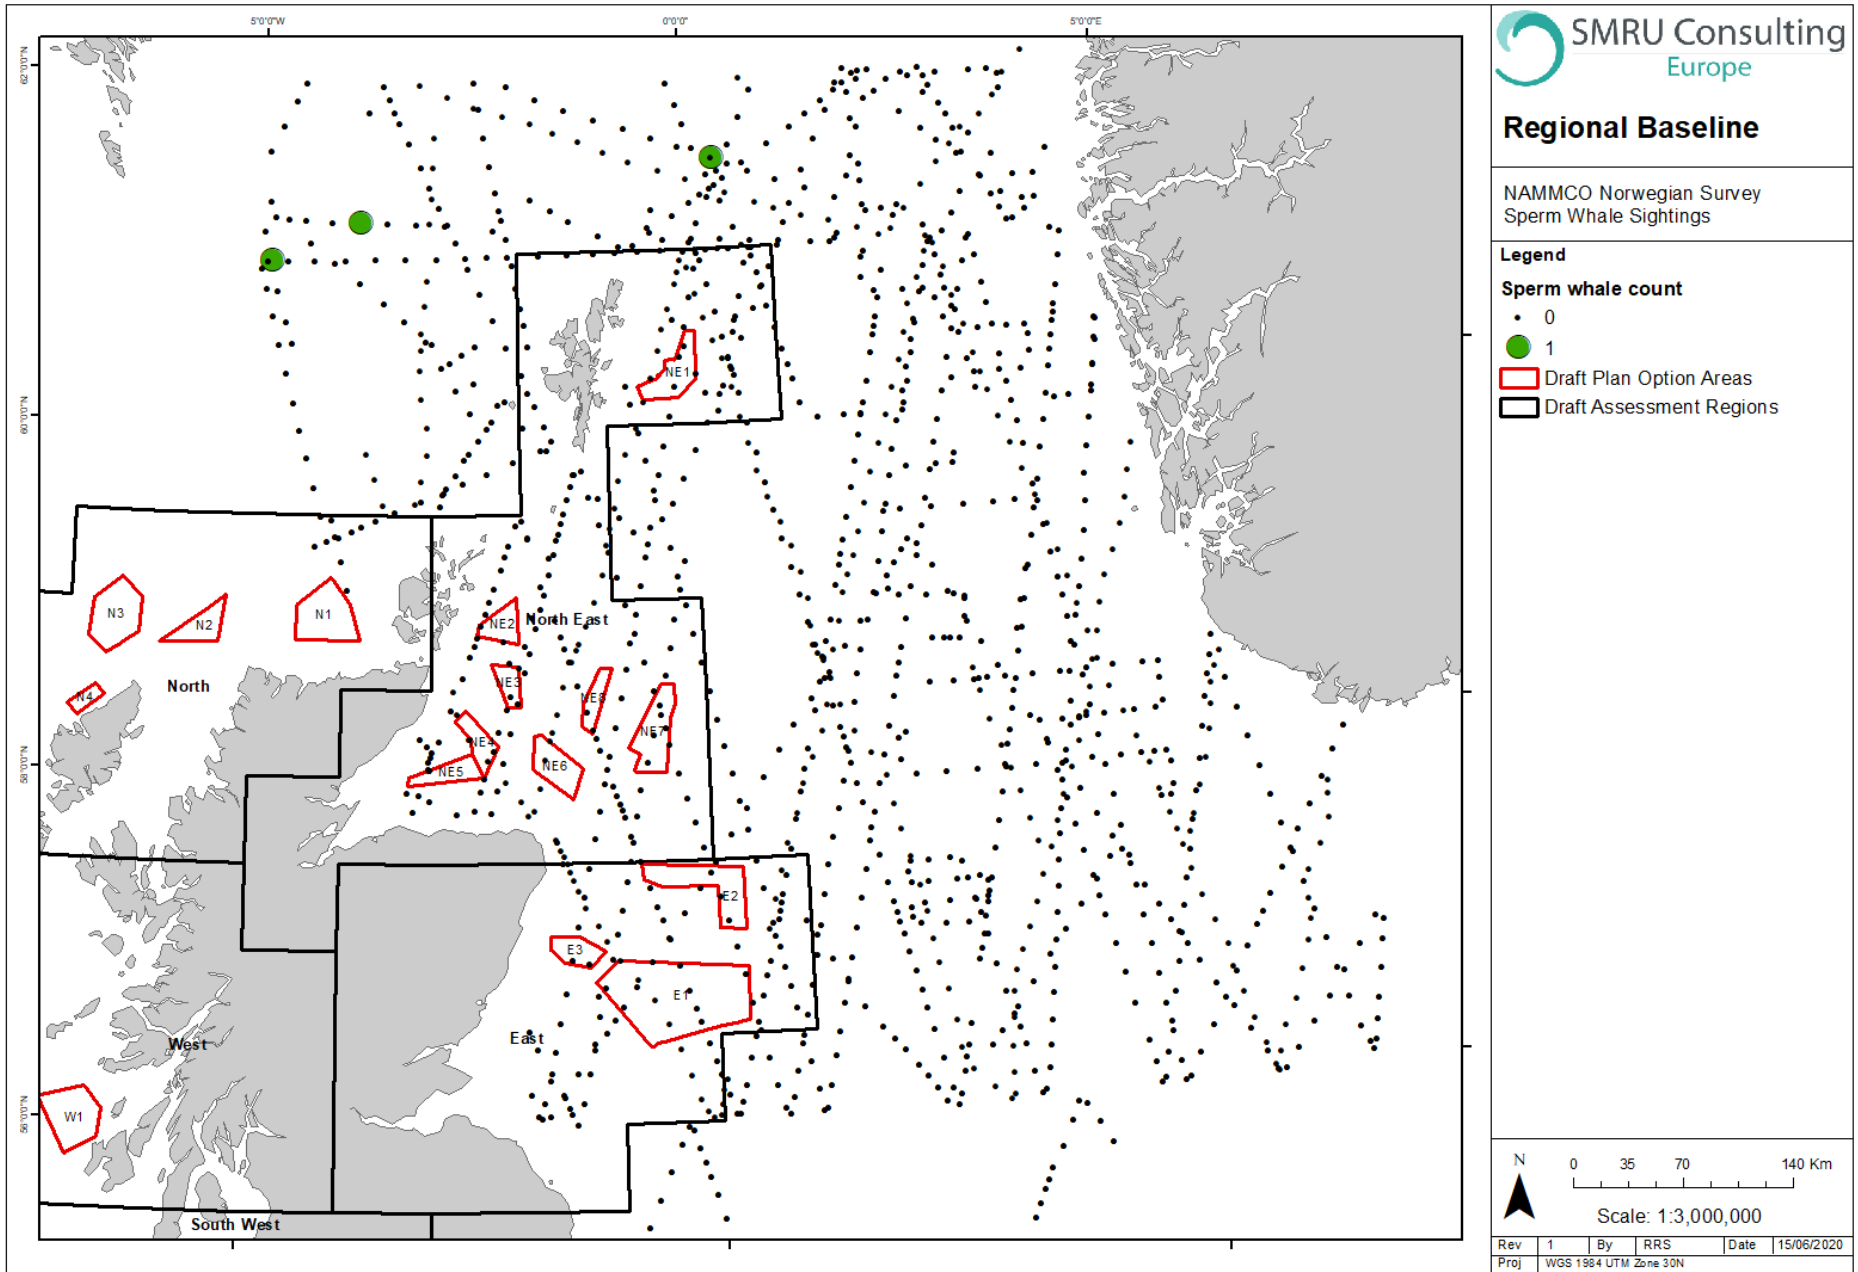 5°0'0"W
0°0'0"
5°0'0"E
62°0'0"N
60°0'0"N
58°0'0"N
56°0'0"N
NE1
N3
N2
N1
N4
North
NE2
North East
NE3
NE8
NE7
NE4
NE5
NE6
E2
E3
E1
East
West
W1
South West
SMRU Consulting
Europe
Regional Baseline
NAMMCO Norwegian Survey
Sperm Whale Sightings
Legend
Sperm whale count
0
1
Draft Plan Option Areas
Draft Assessment Regions
N
0 35 70 140 Km
Scale: 1:3,000,000
Rev 1 By RRS Date 15/06/2020
Proj WGS 1984 UTM Zone 30N